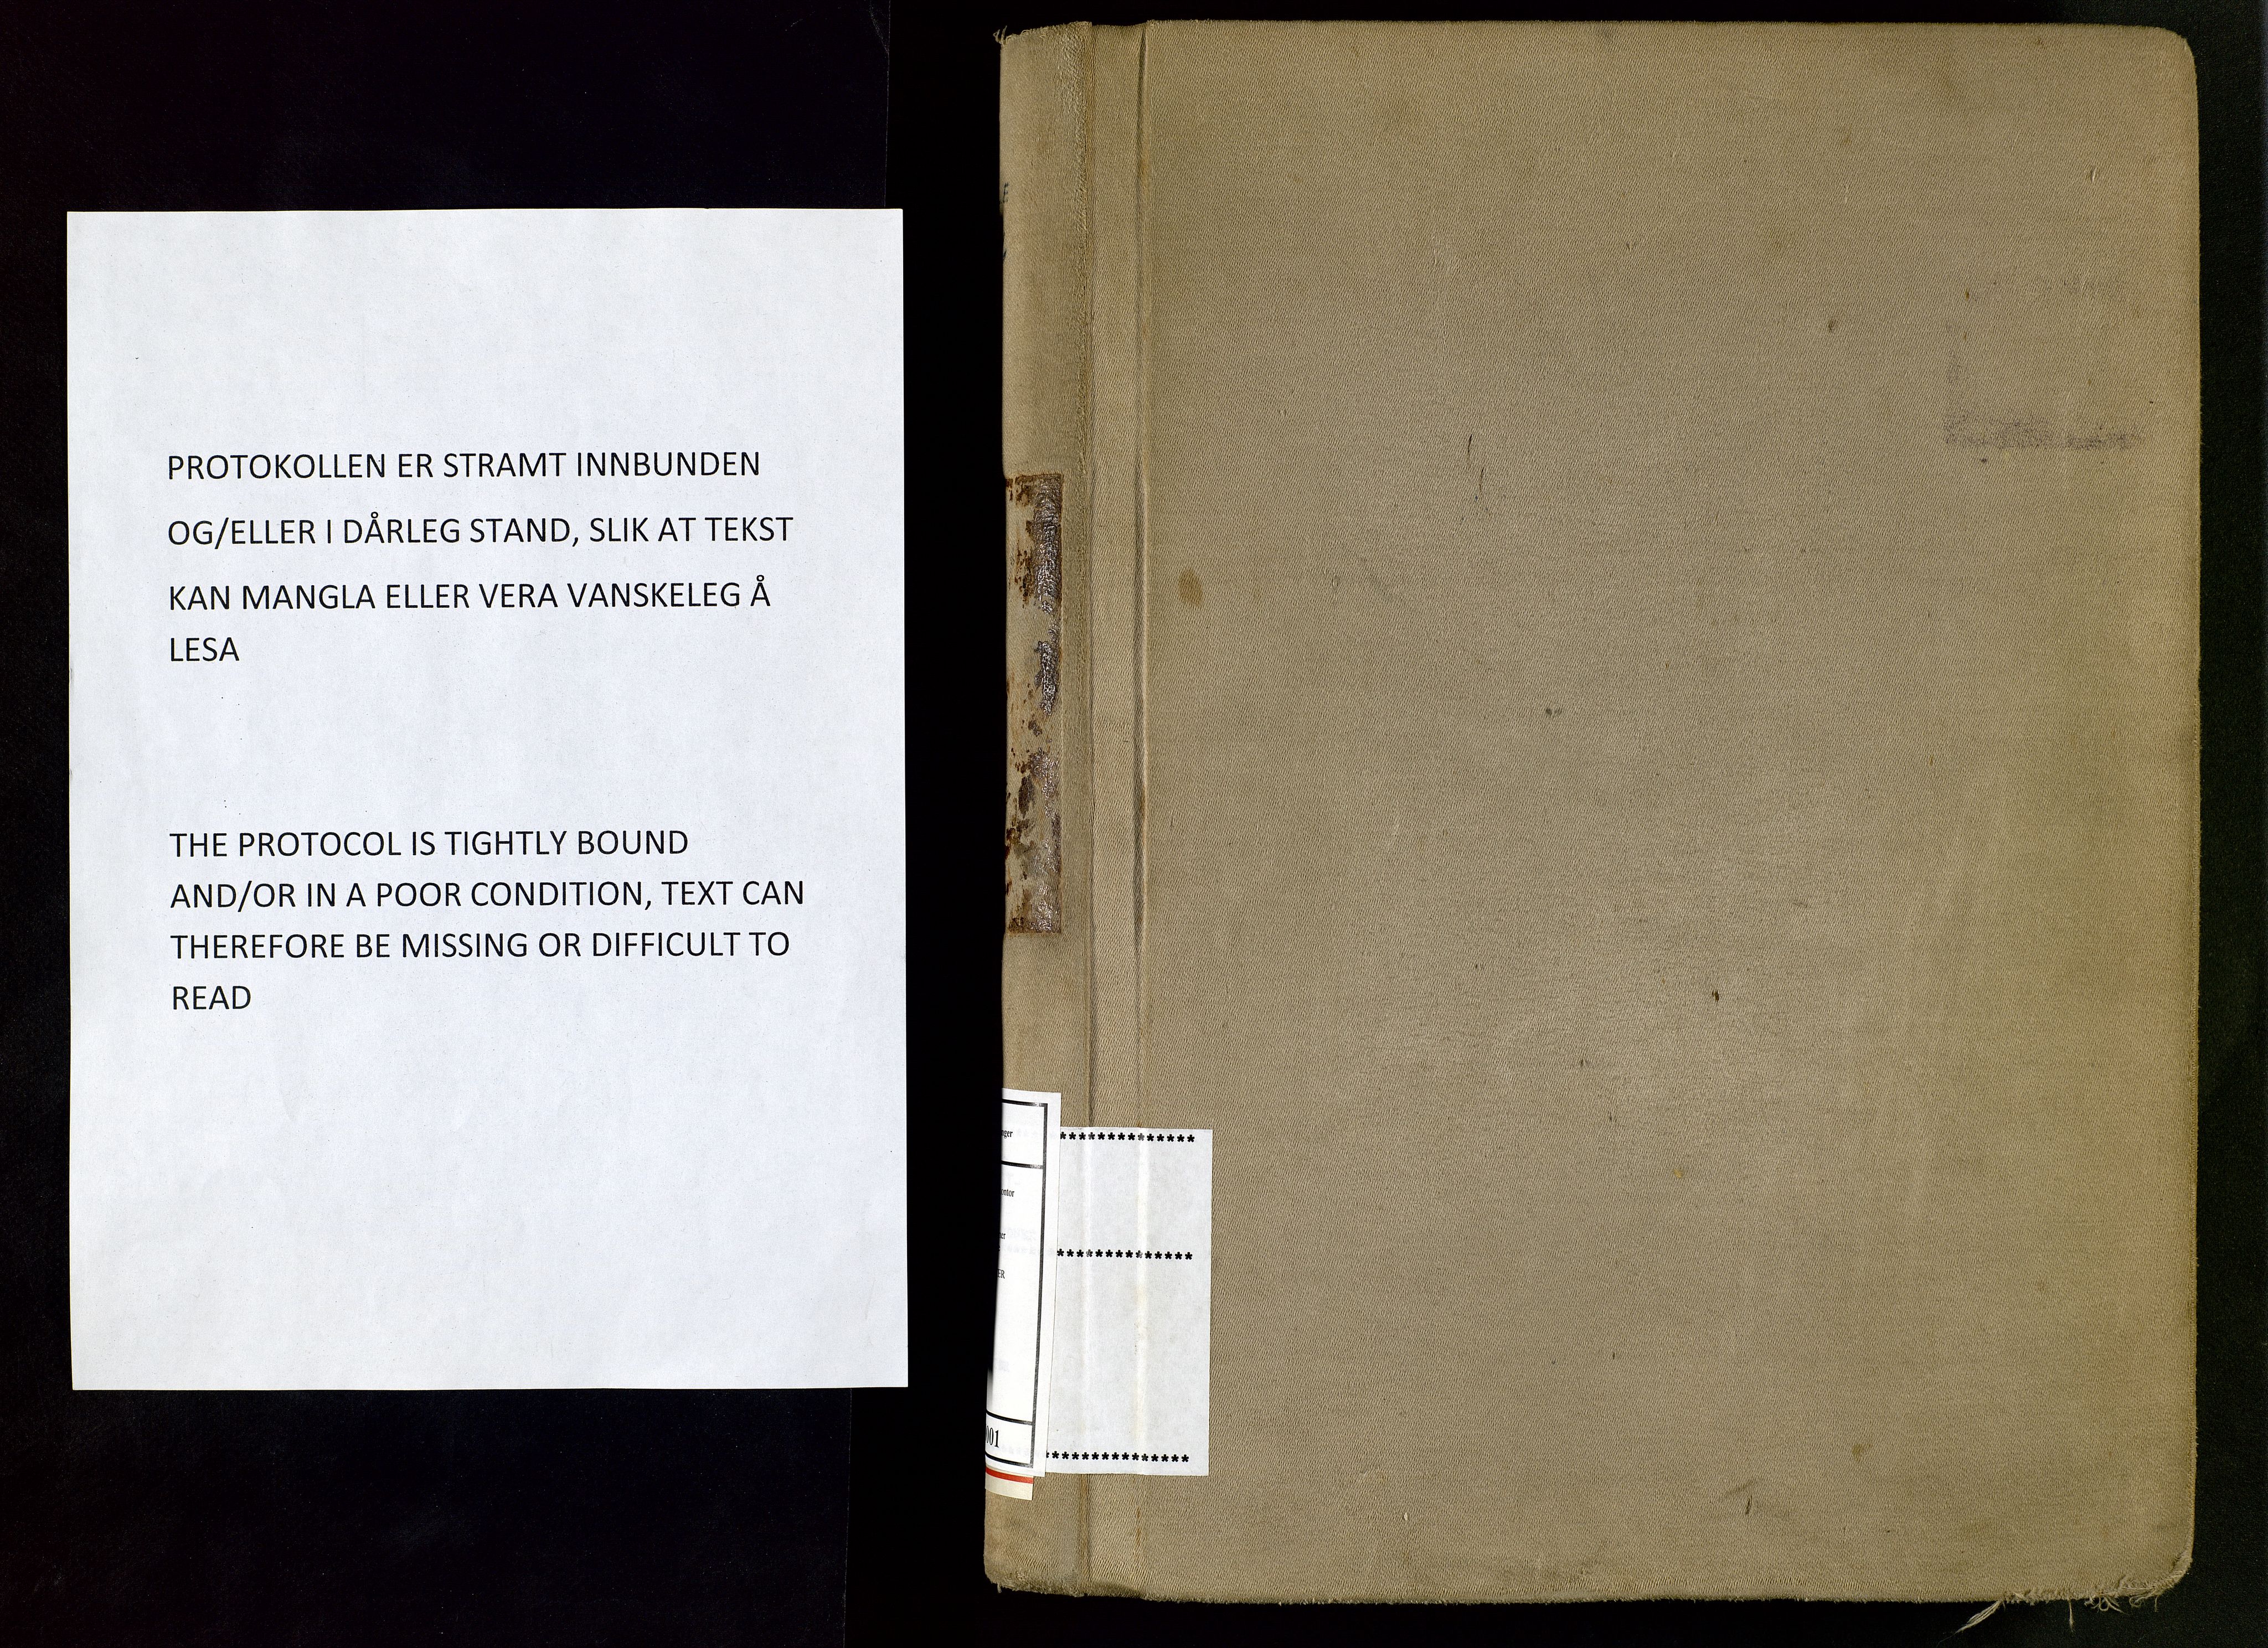 PROTOKOLLEN ER STRAMT INNBUNDEN
OG/ELLER I DÅRLEG STAND, SLIK AT TEKST
KAN MANGLA ELLER VERA VANSKELEG Å
LESA
THE PROTOCOL IS TIGHTLY BOUND
AND/OR IN A POOR CONDITION, TEXT CAN
THEREFORE BE MISSING OR DIFFICULT TO
READ
**************
**************
***************